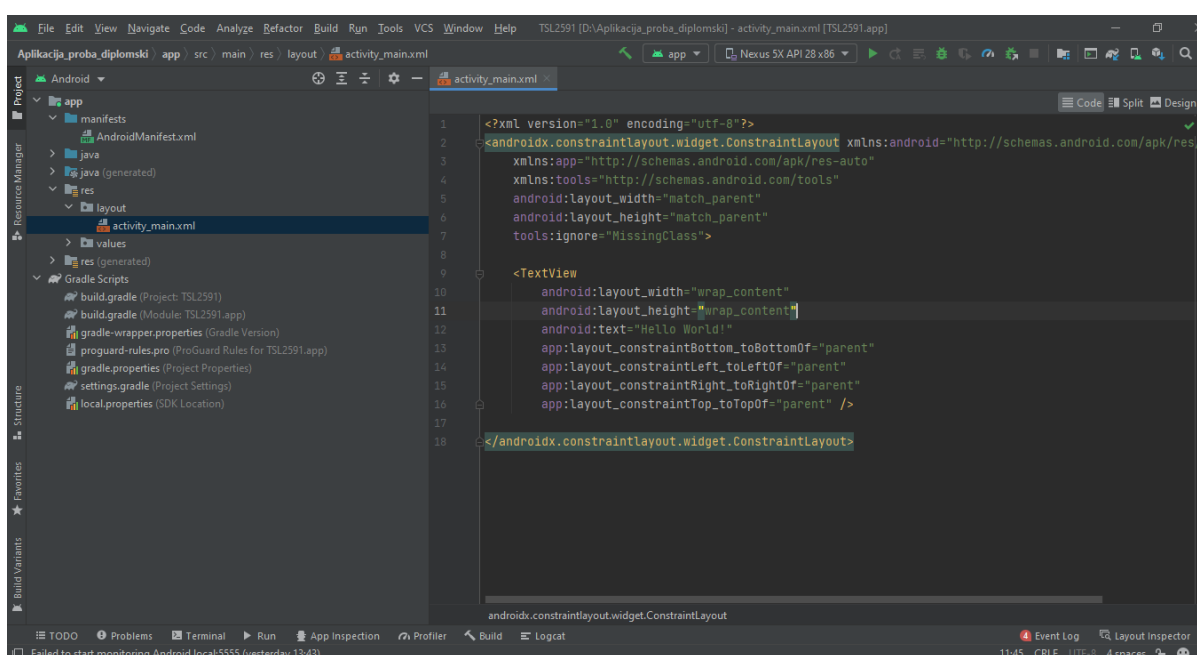 File Edit View Navigate Code Analyze Refactor Build Run Tools VCS Window Help TSL2591 [D:\Aplikacija_proba_diplomski] - activity_main.xml [TSL2591.app]
Aplikacija_proba_diplomski app src main res layout activity_main.xml app Nexus 5X API 28 x86
Project
Android
activity_main.xml
Code Split Design
app
manifests
AndroidManifest.xml
java
java (generated)
res
layout
activity_main.xml
values
res (generated)
Gradle Scripts
build.gradle (Project: TSL2591)
build.gradle (Module: TSL2591.app)
gradle-wrapper.properties (Gradle Version)
proguard-rules.pro (ProGuard Rules for TSL2591.app)
gradle.properties (Project Properties)
settings.gradle (Project Settings)
local.properties (SDK Location)
Resource Manager
Structure
Favorites
Build Variants
1 <?xml version="1.0" encoding="utf-8"?>
2 <androidx.constraintlayout.widget.ConstraintLayout xmlns:android="http://schemas.android.com/apk/res/
3 xmlns:app="http://schemas.android.com/apk/res-auto"
4 xmlns:tools="http://schemas.android.com/tools"
5 android:layout_width="match_parent"
6 android:layout_height="match_parent"
7 tools:ignore="MissingClass">
8
9 <TextView
10 android:layout_width="wrap_content"
11 android:layout_height="wrap_content"
12 android:text="Hello World!"
13 app:layout_constraintBottom_toBottomOf="parent"
14 app:layout_constraintLeft_toLeftOf="parent"
15 app:layout_constraintRight_toRightOf="parent"
16 app:layout_constraintTop_toTopOf="parent" />
17
18 </androidx.constraintlayout.widget.ConstraintLayout>
androidx.constraintlayout.widget.ConstraintLayout
TODO Problems Terminal Run App Inspection Profiler Build Logcat 4 Event Log Layout Inspector
Failed to start monitoring Android local:5555 (yesterday 13:43) 11:45 CRLF UTF-8 4 spaces